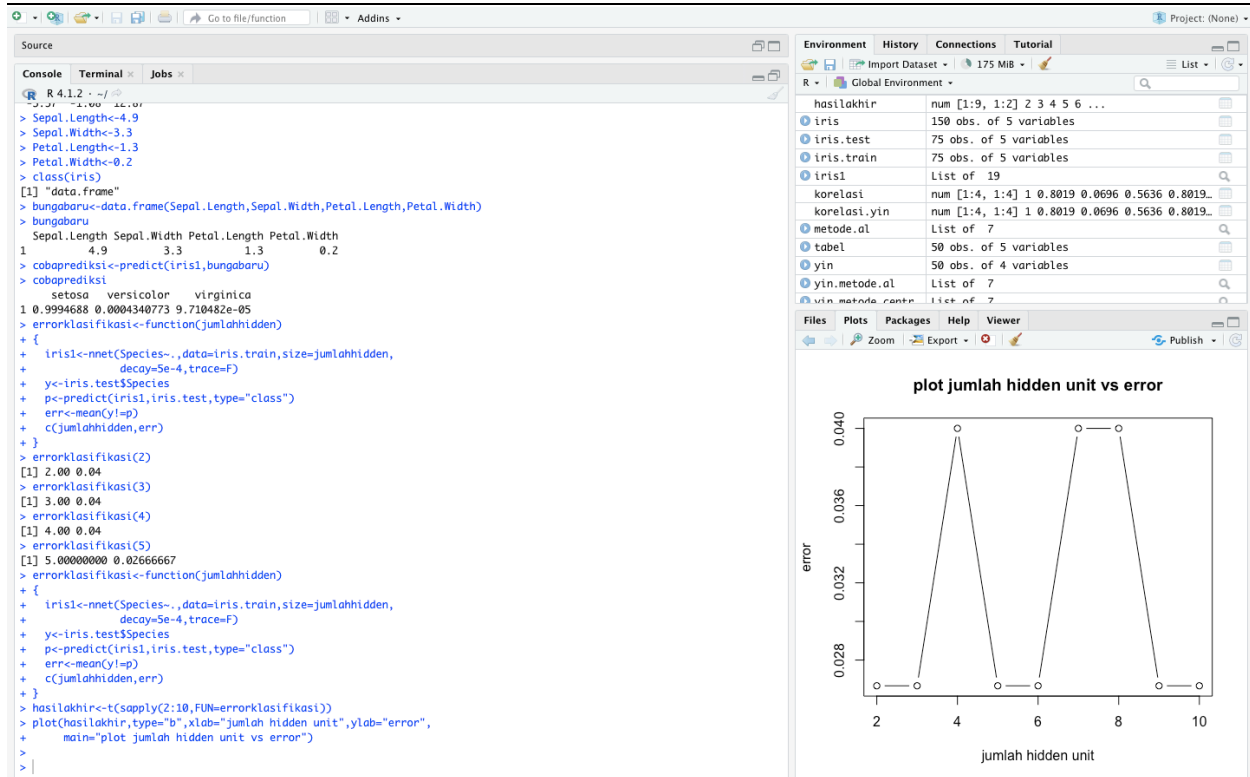 Go to file/function
Addins
Project: (None)
Source
Console Terminal Jobs
R 4.1.2 · ~/
> Sepal.Length<-4.9
> Sepal.Width<-3.3
> Petal.Length<-1.3
> Petal.Width<-0.2
> class(iris)
[1] "data.frame"
> bungabaru<-data.frame(Sepal.Length,Sepal.Width,Petal.Length,Petal.Width)
> bungabaru
  Sepal.Length Sepal.Width Petal.Length Petal.Width
1          4.9         3.3          1.3         0.2
> cobaprediksi<-predict(iris1,bungabaru)
> cobaprediksi
     setosa   versicolor    virginica
1 0.9994688 0.0004340773 9.710482e-05
> errorklasifikasi<-function(jumlahhidden)
+ {
+   iris1<-nnet(Species~.,data=iris.train,size=jumlahhidden,
+               decay=5e-4,trace=F)
+   y<-iris.test$Species
+   p<-predict(iris1,iris.test,type="class")
+   err<-mean(y!=p)
+   c(jumlahhidden,err)
+ }
> errorklasifikasi(2)
[1] 2.00 0.04
> errorklasifikasi(3)
[1] 3.00 0.04
> errorklasifikasi(4)
[1] 4.00 0.04
> errorklasifikasi(5)
[1] 5.00000000 0.02666667
> errorklasifikasi<-function(jumlahhidden)
+ {
+   iris1<-nnet(Species~.,data=iris.train,size=jumlahhidden,
+               decay=5e-4,trace=F)
+   y<-iris.test$Species
+   p<-predict(iris1,iris.test,type="class")
+   err<-mean(y!=p)
+   c(jumlahhidden,err)
+ }
> hasilakhir<-t(sapply(2:10,FUN=errorklasifikasi))
> plot(hasilakhir,type="b",xlab="jumlah hidden unit",ylab="error",
+      main="plot jumlah hidden unit vs error")
>
>
Environment History Connections Tutorial
Import Dataset 175 MiB List
R Global Environment
hasilakhir num [1:9, 1:2] 2 3 4 5 6 ...
iris 150 obs. of 5 variables
iris.test 75 obs. of 5 variables
iris.train 75 obs. of 5 variables
iris1 List of 19
korelasi num [1:4, 1:4] 1 0.8019 0.0696 0.5636 0.8019…
korelasi.yin num [1:4, 1:4] 1 0.8019 0.0696 0.5636 0.8019…
metode.al List of 7
tabel 50 obs. of 5 variables
yin 50 obs. of 4 variables
yin.metode.al List of 7
yin.metode.centr List of 7
Files Plots Packages Help Viewer
Zoom Export Publish
plot jumlah hidden unit vs error
error
0.040
0.036
0.032
0.028
2 4 6 8 10
jumlah hidden unit